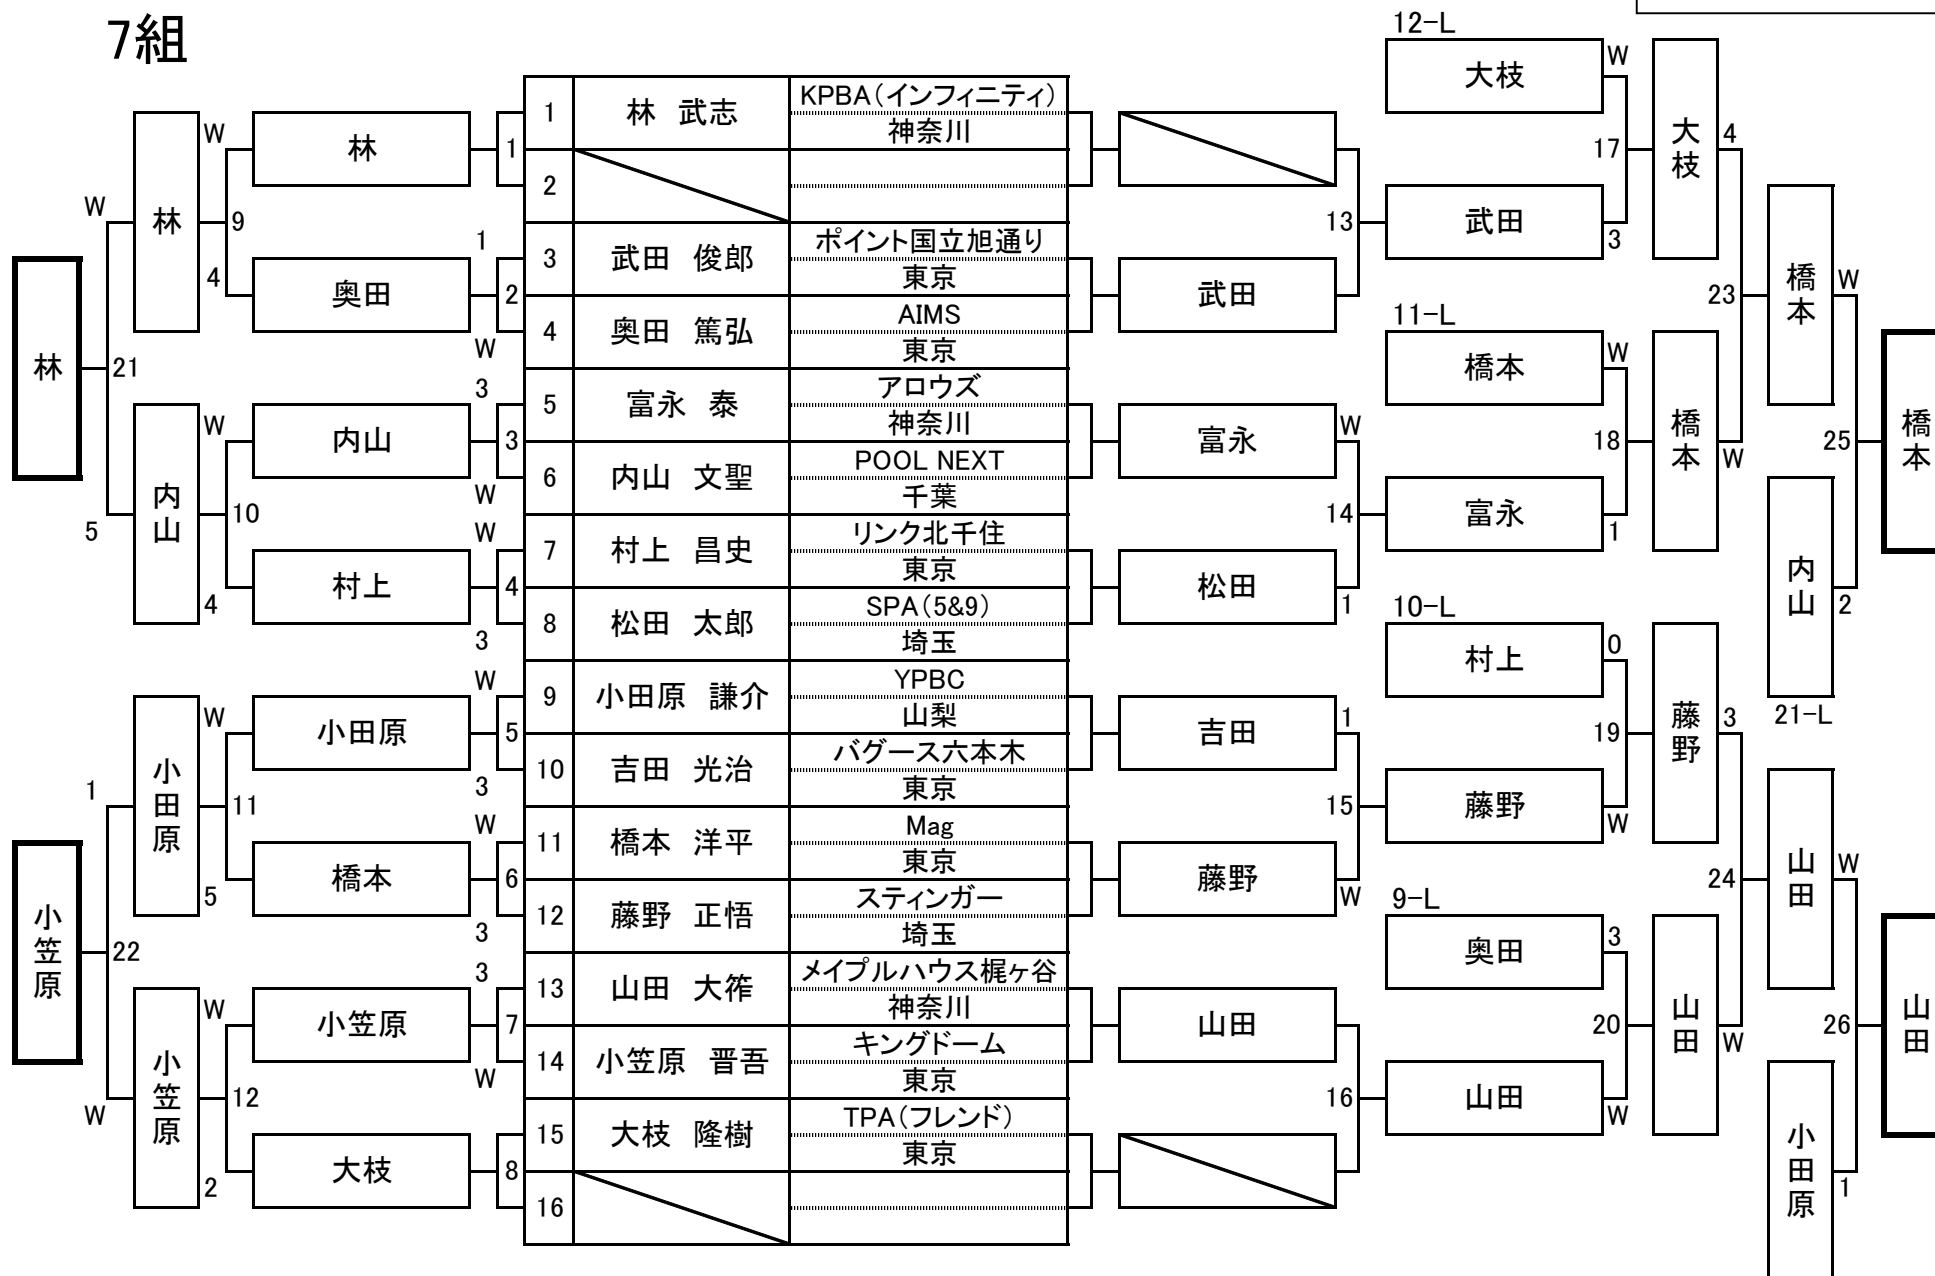 7組
12-L
大枝
W
大枝
4
17
武田
3
11-L
橋本
W
橋本
W
18
富永
1
23
橋本
W
25
橋本
内山
2
21-L
10-L
村上
0
藤野
3
19
藤野
W
9-L
奥田
3
山田
W
20
山田
W
24
山田
W
26
山田
小田原
1
1
林 武志
KPBA(インフィニティ)
神奈川
2
3
武田 俊郎
ポイント国立旭通り
東京
4
奥田 篤弘
AIMS
東京
5
富永 泰
アロウズ
神奈川
6
内山 文聖
POOL NEXT
千葉
7
村上 昌史
リンク北千住
東京
8
松田 太郎
SPA(5&9)
埼玉
9
小田原 謙介
YPBC
山梨
10
吉田 光治
バグース六本木
東京
11
橋本 洋平
Mag
東京
12
藤野 正悟
スティンガー
埼玉
13
山田 大筰
メイプルハウス梶ヶ谷
神奈川
14
小笠原 晋吾
キングドーム
東京
15
大枝 隆樹
TPA(フレンド)
東京
16
林
1
奥田
1
2
W
内山
3
3
W
村上
W
4
3
小田原
W
5
3
橋本
W
6
3
小笠原
3
7
W
大枝
8
林
W
9
4
内山
W
10
4
小田原
W
11
5
小笠原
W
12
2
林
W
21
5
小笠原
1
22
W
武田
13
富永
W
14
松田
1
吉田
1
15
藤野
W
山田
16